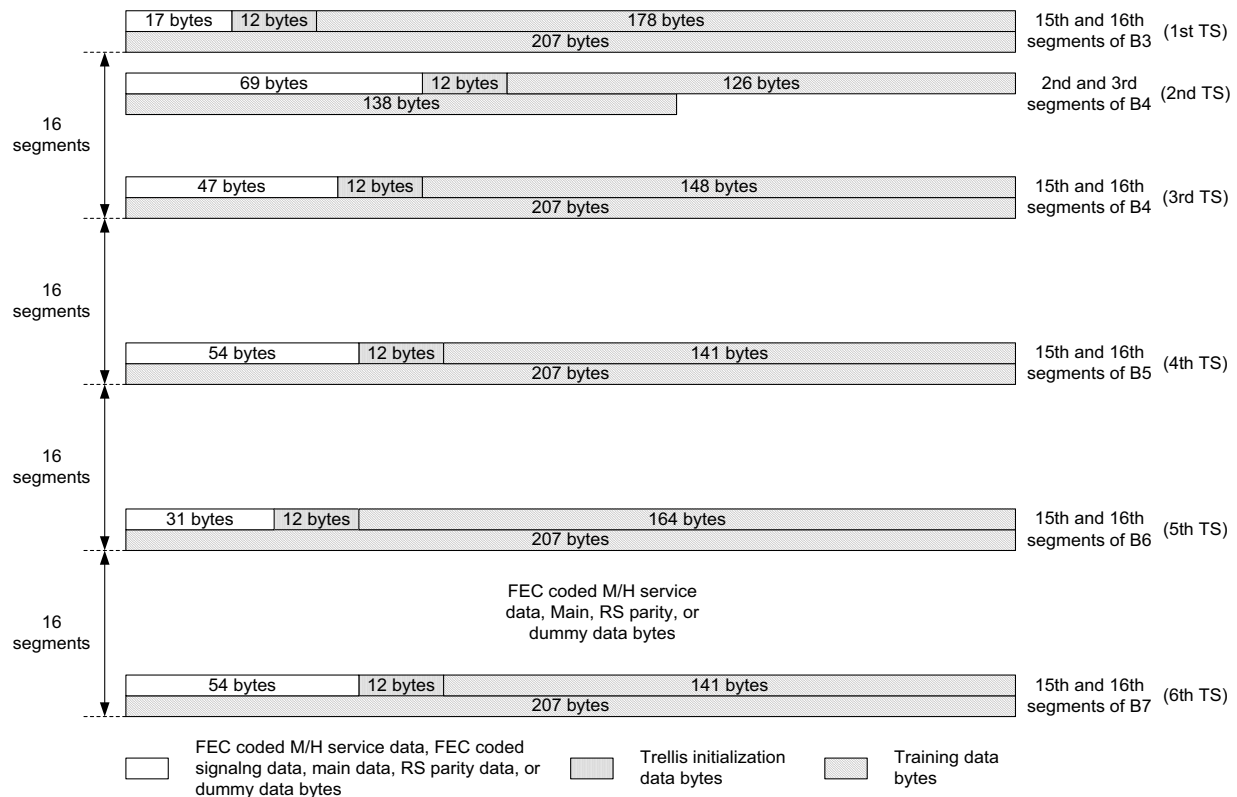 17 bytes 12 bytes 178 bytes
207 bytes
15th and 16th
segments of B3
(1st TS)
69 bytes 12 bytes 126 bytes
138 bytes
2nd and 3rd
segments of B4
(2nd TS)
16
segments
47 bytes 12 bytes 148 bytes
207 bytes
15th and 16th
segments of B4
(3rd TS)
16
segments
54 bytes 12 bytes 141 bytes
207 bytes
15th and 16th
segments of B5
(4th TS)
16
segments
31 bytes 12 bytes 164 bytes
207 bytes
15th and 16th
segments of B6
(5th TS)
FEC coded M/H service
data, Main, RS parity, or
dummy data bytes
16
segments
54 bytes 12 bytes 141 bytes
207 bytes
15th and 16th
segments of B7
(6th TS)
FEC coded M/H service data, FEC coded
signalng data, main data, RS parity data, or
dummy data bytes
Trellis initialization
data bytes
Training data
bytes